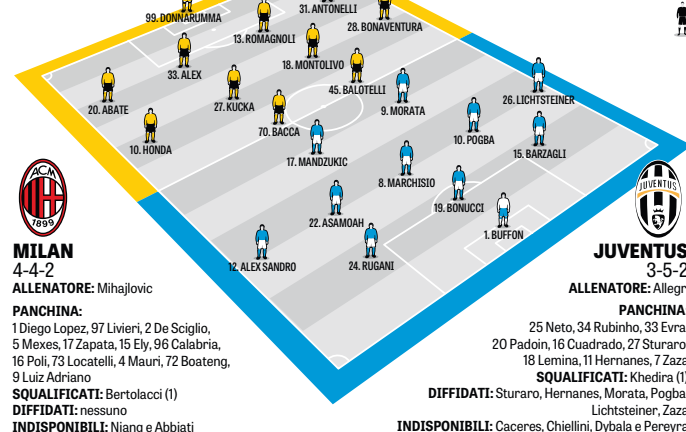 31. ANTONELLI
99. DONNARUMMA
28. BONAVENTURA
13. ROMAGNOLI
18. MONTOLIVO
33. ALEX
45. BALOTELLI
26. LICHTSTEINER
20. ABATE
27. KUCKA
9. MORATA
70. BACCA
10. POGBA
10. HONDA
15. BARZAGLI
17. MANDZUKIC
8. MARCHISIO
19. BONUCCI
22. ASAMOAH
1. BUFFON
12. ALEX SANDRO
24. RUGANI
ACM
1899
MILAN
4-4-2
ALLENATORE: Mihajlovic
PANCHINA:
1 Diego Lopez, 97 Livieri, 2 De Sciglio,
5 Mexes, 17 Zapata, 15 Ely, 96 Calabria,
16 Poli, 73 Locatelli, 4 Mauri, 72 Boateng,
9 Luiz Adriano
SQUALIFICATI: Bertolacci (1)
DIFFIDATI: nessuno
INDISPONIBILI: Niang e Abbiati
JUVENTUS
JUVENTUS
3-5-2
ALLENATORE: Allegri
PANCHINA
25 Neto, 34 Rubinho, 33 Evra
20 Padoin, 16 Cuadrado, 27 Sturaro
18 Lemina, 11 Hernanes, 7 Zaza
SQUALIFICATI: Khedira (1)
DIFFIDATI: Sturaro, Hernanes, Morata, Pogba
Lichtsteiner, Zaza
INDISPONIBILI: Caceres, Chiellini, Dybala e Pereyra